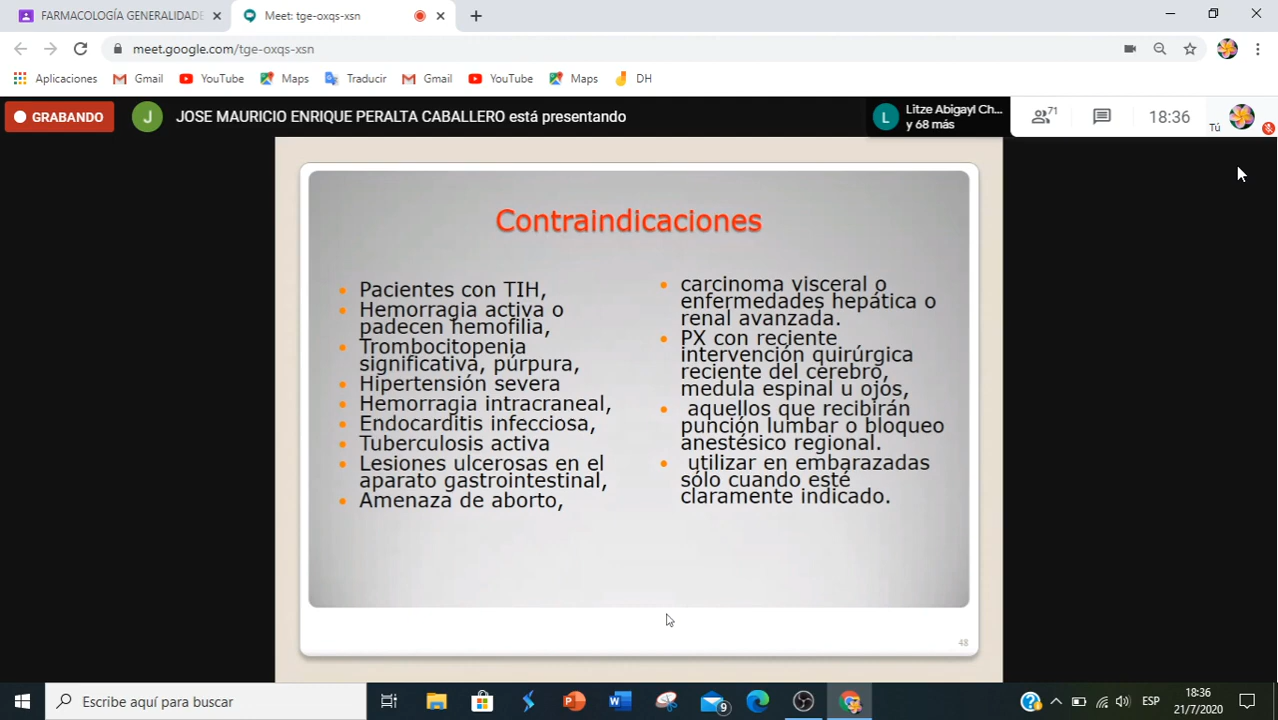 FARMACOLOGÍA GENERALIDADE
Meet: tge-oxqs-xsn
meet.google.com/tge-oxqs-xsn
Aplicaciones
Gmail
YouTube
Maps
Traducir
Gmail
YouTube
Maps
DH
GRABANDO
J
JOSE MAURICIO ENRIQUE PERALTA CABALLERO está presentando
L
Litze Abigayl Ch...
y 68 más
71
18:36
Tú
Contraindicaciones
Pacientes con TIH,
Hemorragia activa o
padecen hemofilia,
Trombocitopenia
significativa, púrpura,
Hipertensión severa
Hemorragia intracraneal,
Endocarditis infecciosa,
Tuberculosis activa
Lesiones ulcerosas en el
aparato gastrointestinal,
Amenaza de aborto,
carcinoma visceral o
enfermedades hepática o
renal avanzada.
PX con reciente
intervención quirúrgica
reciente del cerebro,
medula espinal u ojos,
aquellos que recibirán
punción lumbar o bloqueo
anestésico regional.
utilizar en embarazadas
sólo cuando esté
claramente indicado.
48
Escribe aquí para buscar
9
ESP
18:36
21/7/2020